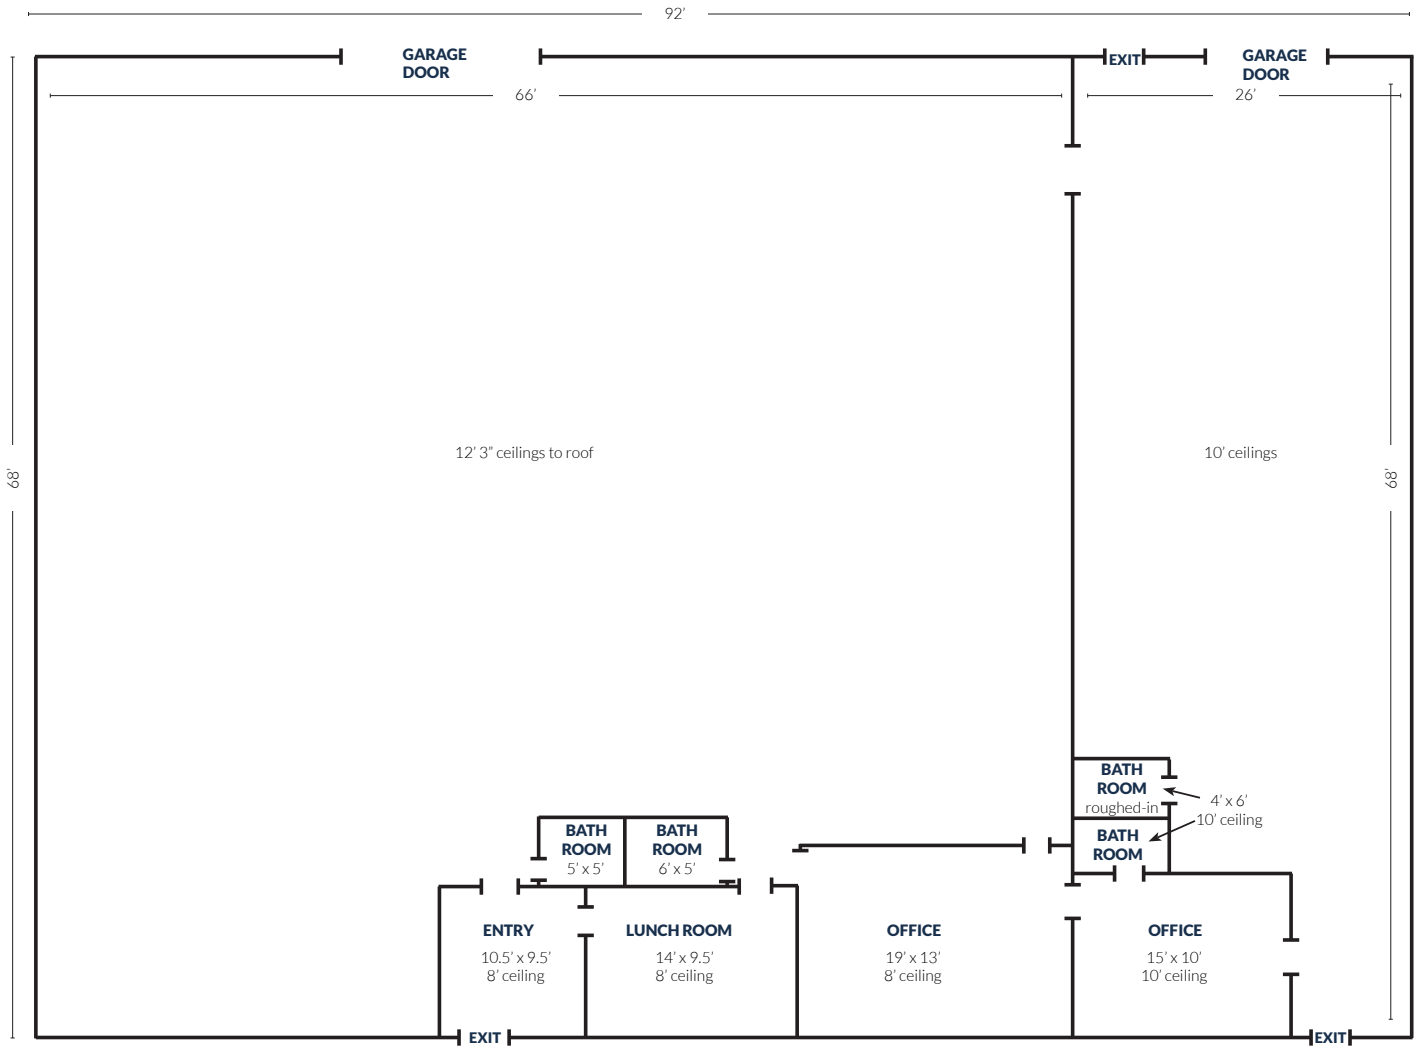 92’
GARAGE
DOOR
EXIT
GARAGE
DOOR
66’
26’
12’ 3” ceilings to roof
10’ ceilings
68’
68’
BATH
ROOM
roughed-in
4’ x 6’
10’ ceiling
BATH
ROOM
BATH
ROOM
5’ x 5’
BATH
ROOM
6’ x 5’
ENTRY
10.5’ x 9.5’
8’ ceiling
LUNCH ROOM
14’ x 9.5’
8’ ceiling
OFFICE
19’ x 13’
8’ ceiling
OFFICE
15’ x 10’
10’ ceiling
EXIT
EXIT